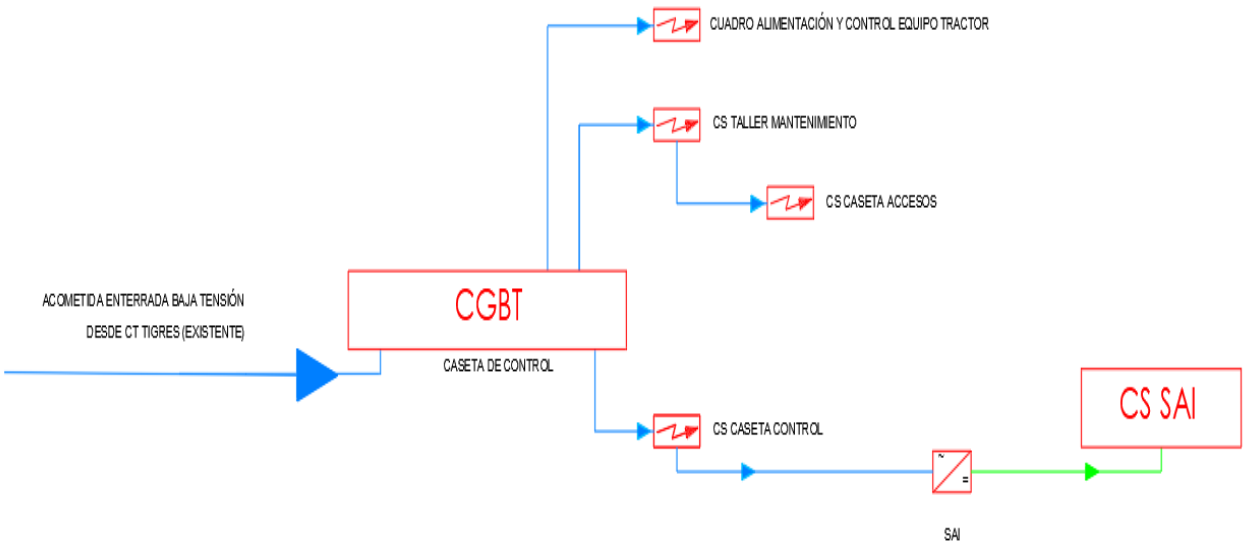 CUADRO ALIMENTACIÓN Y CONTROL EQUIPO TRACTOR
CS TALLER MANTENIMIENTO
CS CASETA ACCESOS
ACOMETIDA ENTERRADA BAJA TENSIÓN
DESDE CT TIGRES (EXISTENTE)
CGBT
CASETA DE CONTROL
CS SAI
CS CASETA CONTROL
~
=
SAI